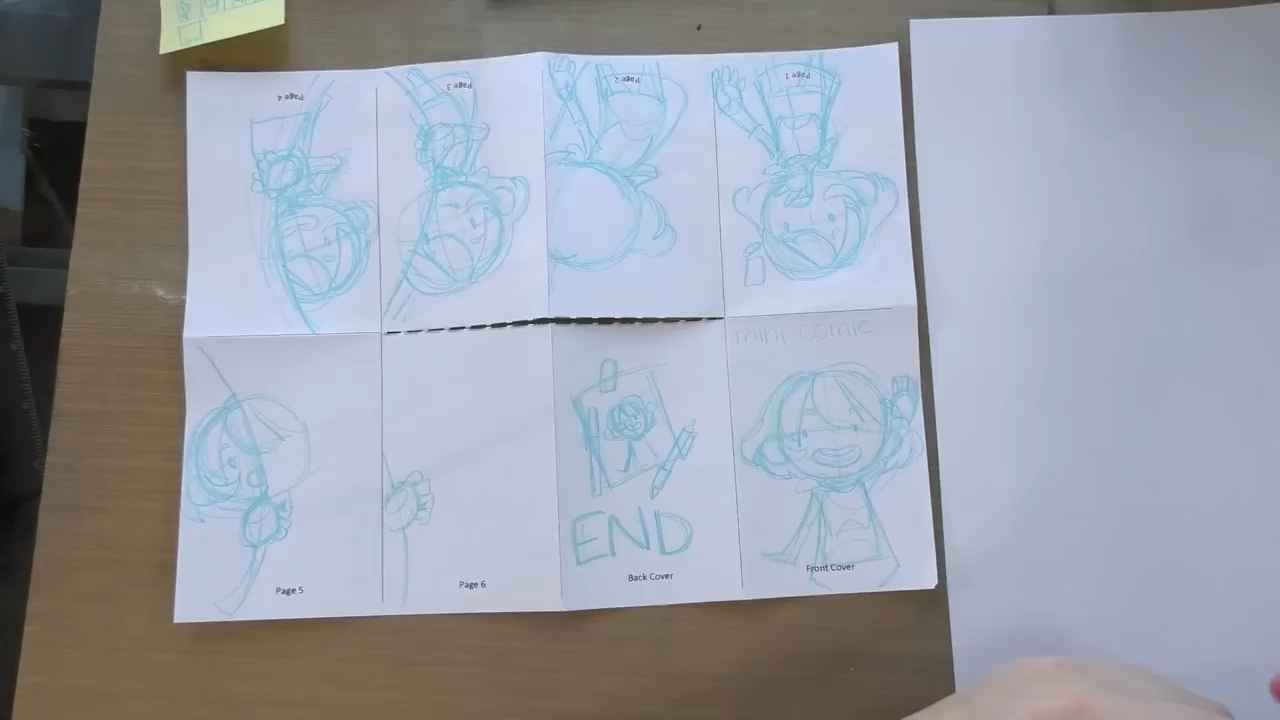 Page 4
Page 3
Page 2
Page 1
mini comic
END
Page 5
Page 6
Back Cover
Front Cover